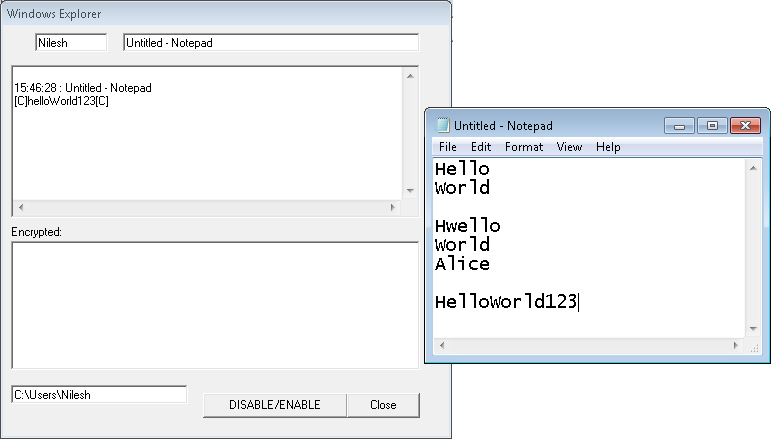 Windows Explorer
Nilesh
Untitled - Notepad
15:46:28 : Untitled - Notepad
[C]helloWorld123[C]
Encrypted:
C:\Users\Nilesh
DISABLE/ENABLE
Close
Untitled - Notepad
File Edit Format View Help
Hello
World
Hwello
World
Alice
HelloWorld123